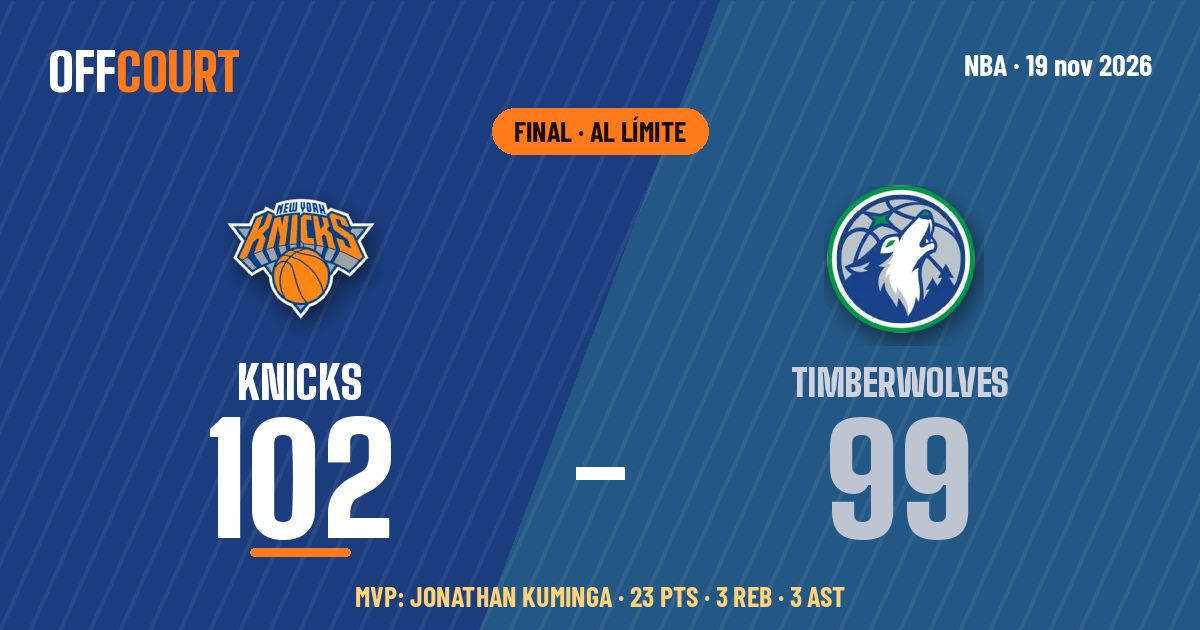 OFFCOURT
NBA · 19 nov 2026
FINAL · AL LÍMITE
NEW YORK
KNICKS
KNICKS
TIMBERWOLVES
102 – 99
MVP: JONATHAN KUMINGA · 23 PTS · 3 REB · 3 AST